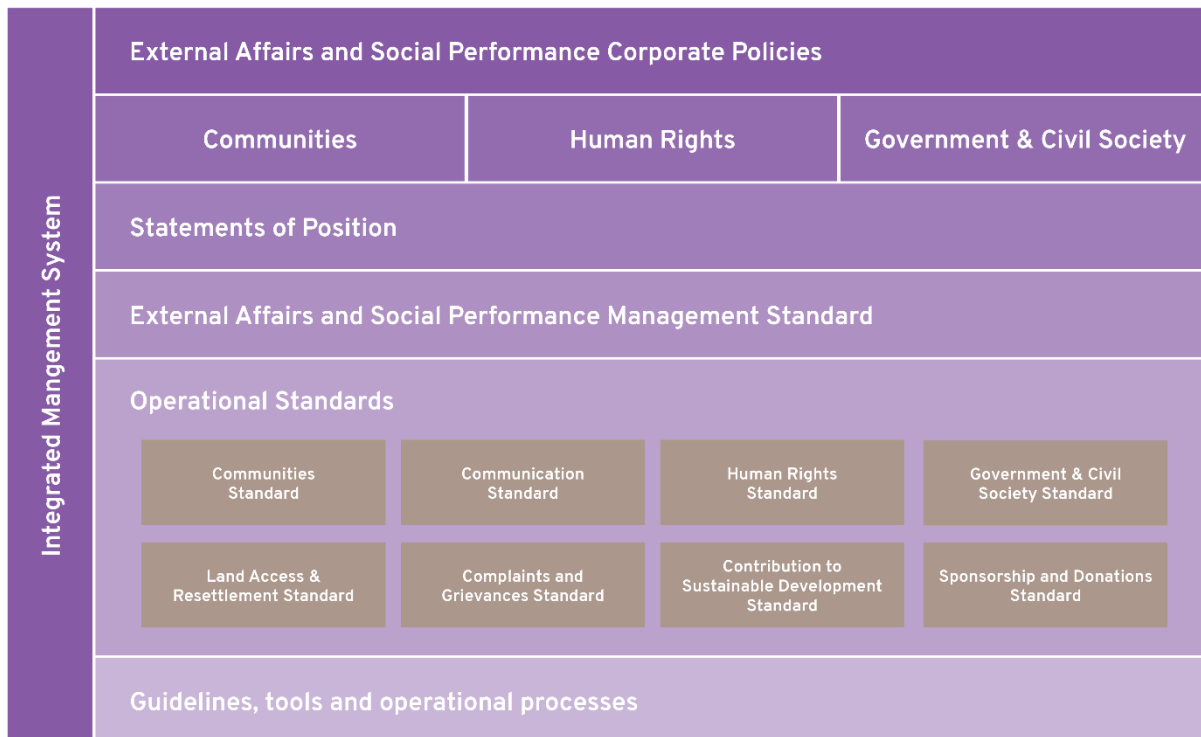 Integrated Mangement System
External Affairs and Social Performance Corporate Policies
Communities
Human Rights
Government & Civil Society
Statements of Position
External Affairs and Social Performance Management Standard
Operational Standards
Communities
Standard
Communication
Standard
Human Rights
Standard
Government & Civil
Society Standard
Land Access &
Resettlement Standard
Complaints and
Grievances Standard
Contribution to
Sustainable Development
Standard
Sponsorship and Donations
Standard
Guidelines, tools and operational processes